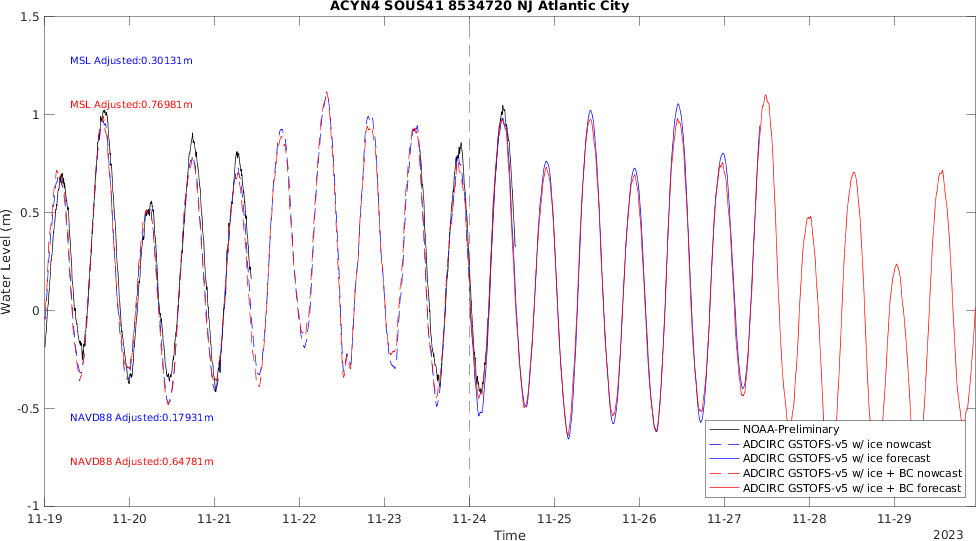 ACYN4 SOUS41 8534720 NJ Atlantic City
1.5
MSL Adjusted:0.30131m
MSL Adjusted:0.76981m
1
0.5
Water Level (m)
0
-0.5
NAVD88 Adjusted:0.17931m
NAVD88 Adjusted:0.64781m
-1
NOAA-Preliminary
ADCIRC GSTOFS-v5 w/ ice nowcast
ADCIRC GSTOFS-v5 w/ ice forecast
ADCIRC GSTOFS-v5 w/ ice + BC nowcast
ADCIRC GSTOFS-v5 w/ ice + BC forecast
11-19 11-20 11-21 11-22 11-23 11-24 11-25 11-26 11-27 11-28 11-29
Time
2023